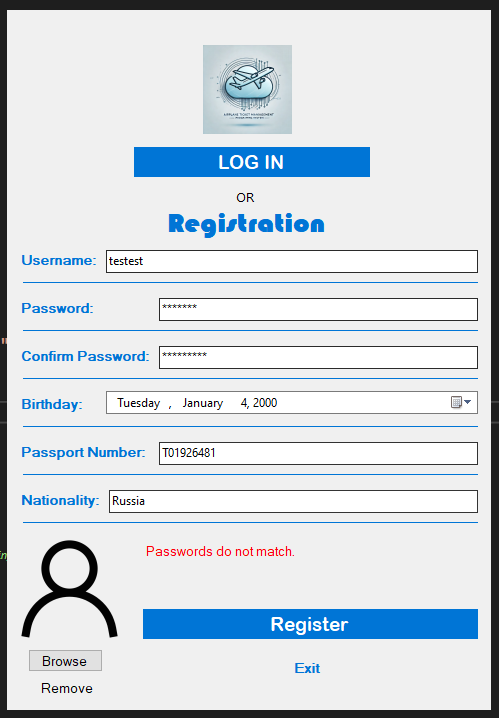 AIRPLANE TICKET MANAGEMENT
LOG IN
OR
Registration
Username: testest
Password: *******
Confirm Password: *********
Birthday: Tuesday , January 4, 2000
Passport Number: T01926481
Nationality: Russia
Passwords do not match.
Register
Browse
Exit
Remove